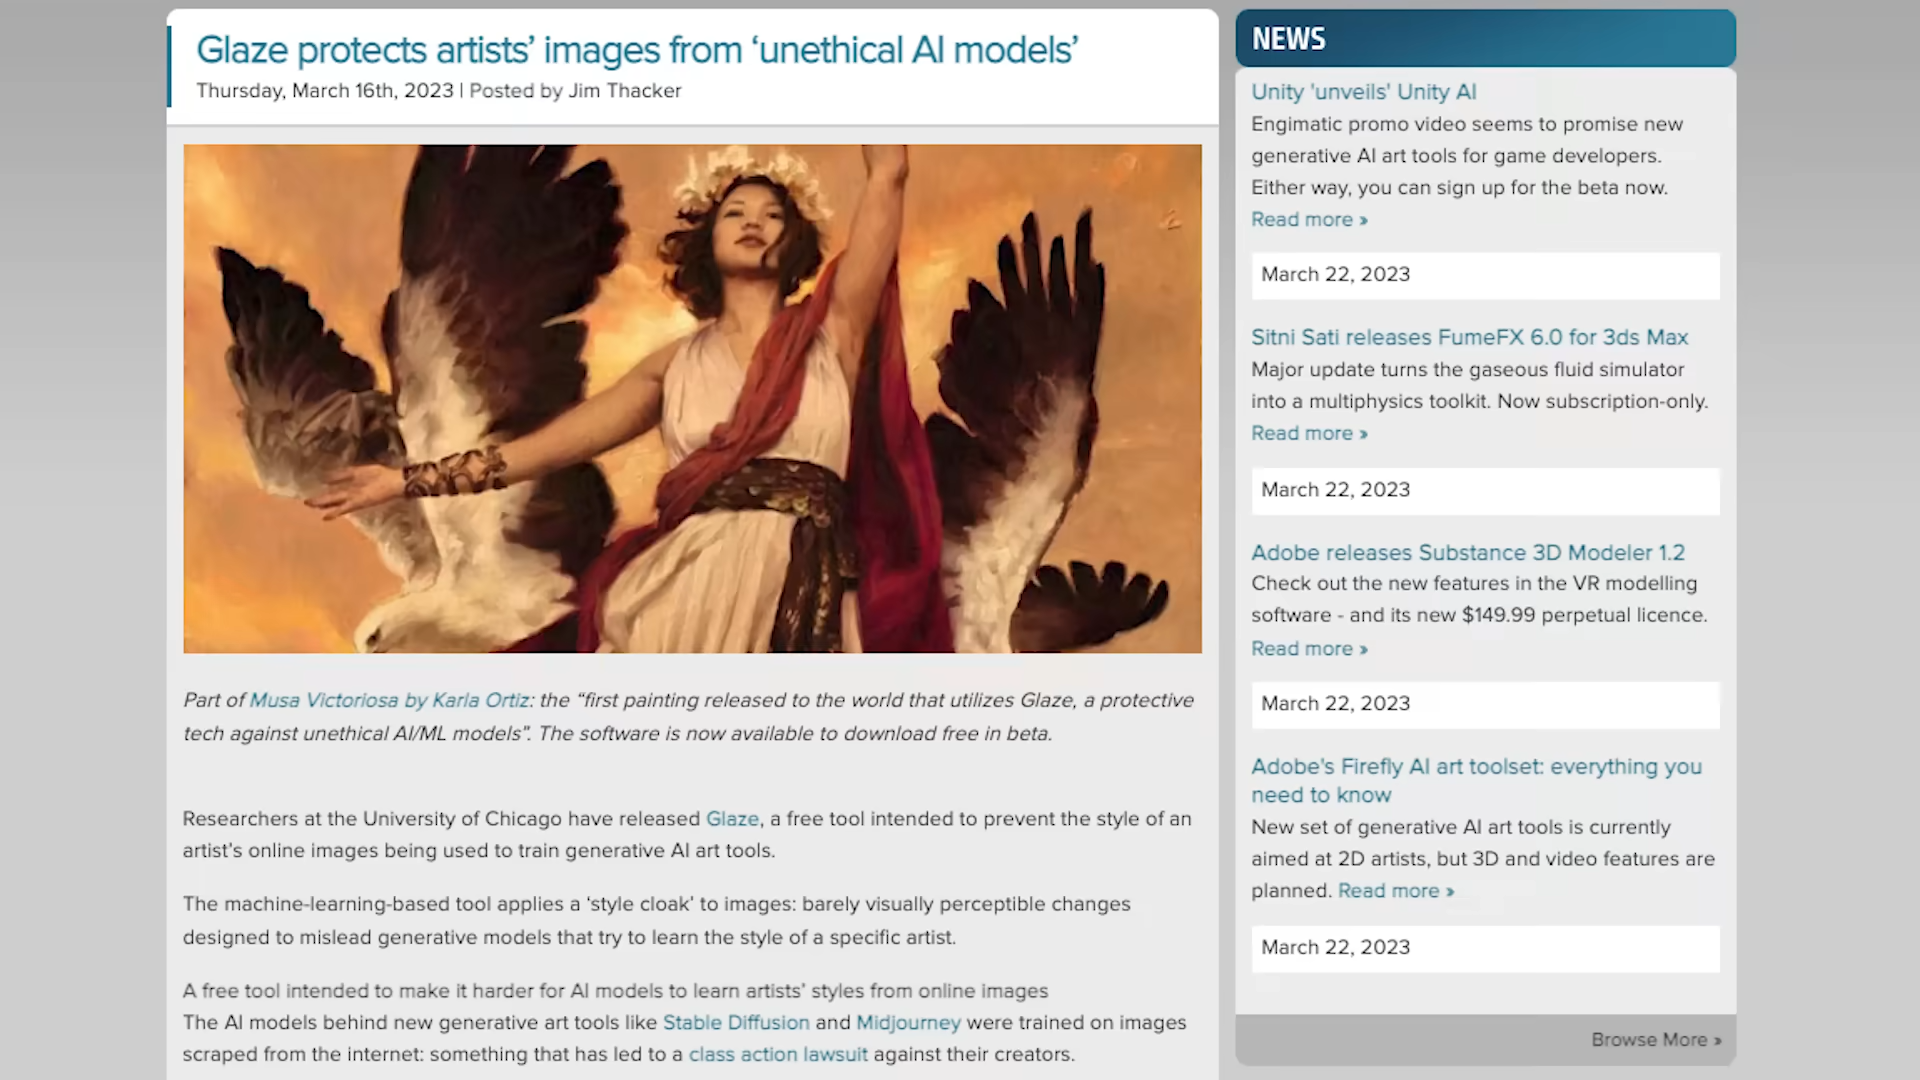 Glaze protects artists’ images from ‘unethical AI models’
Thursday, March 16th, 2023 | Posted by Jim Thacker
Part of Musa Victoriosa by Karla Ortiz: the “first painting released to the world that utilizes Glaze, a protective
tech against unethical AI/ML models”. The software is now available to download free in beta.
Researchers at the University of Chicago have released Glaze, a free tool intended to prevent the style of an
artist’s online images being used to train generative AI art tools.
The machine-learning-based tool applies a ‘style cloak’ to images: barely visually perceptible changes
designed to mislead generative models that try to learn the style of a specific artist.
A free tool intended to make it harder for AI models to learn artists’ styles from online images
The AI models behind new generative art tools like Stable Diffusion and Midjourney were trained on images
scraped from the internet: something that has led to a class action lawsuit against their creators.
NEWS
Unity 'unveils' Unity AI
Engimatic promo video seems to promise new
generative AI art tools for game developers.
Either way, you can sign up for the beta now.
Read more »
March 22, 2023
Sitni Sati releases FumeFX 6.0 for 3ds Max
Major update turns the gaseous fluid simulator
into a multiphysics toolkit. Now subscription-only.
Read more »
March 22, 2023
Adobe releases Substance 3D Modeler 1.2
Check out the new features in the VR modelling
software - and its new $149.99 perpetual licence.
Read more »
March 22, 2023
Adobe's Firefly AI art toolset: everything you
need to know
New set of generative AI art tools is currently
aimed at 2D artists, but 3D and video features are
planned. Read more »
March 22, 2023
Browse More »